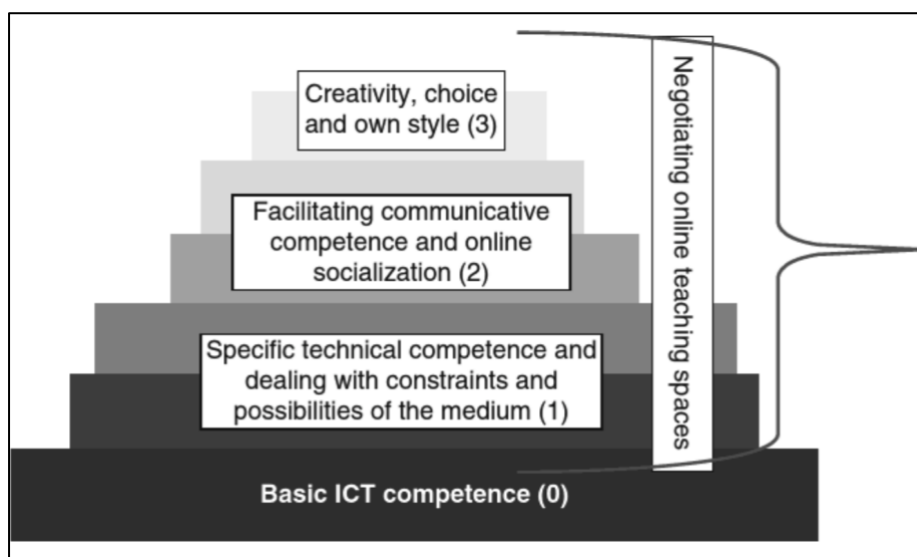 Creativity, choice
and own style (3)
Facilitating communicative
competence and online
socialization (2)
Specific technical competence and
dealing with constraints and
possibilities of the medium (1)
Basic ICT competence (0)
Negotiating online teaching spaces